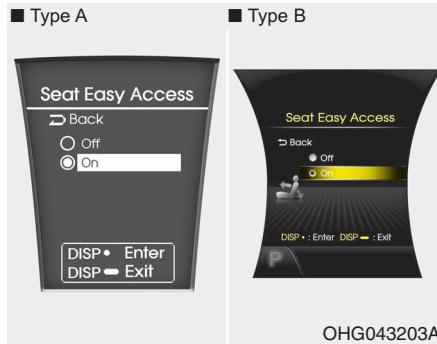 ■ Type A
■ Type B
Seat Easy Access
Back
Off
On
DISP • Enter
DISP ━ Exit
Seat Easy Access
Back
Off
On
DISP • : Enter DISP ━ : Exit
P
OHG043203A